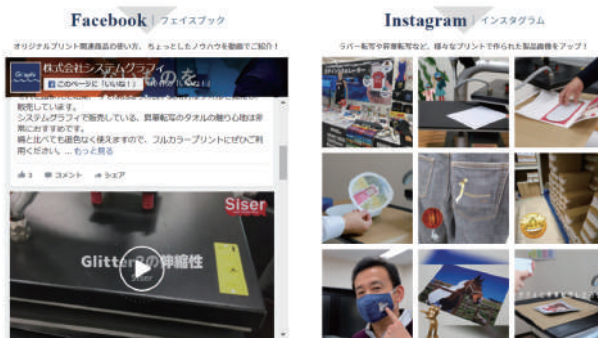 Facebook | フェイスブック
オリジナルプリント関連商品の使い方、ちょっとしたノウハウを動画でご紹介!
株式会社システムグラフィ
このページに「いいね!」
販売しています。
システムグラフィで販売している、昇華転写のタオルの触り心地は非
常におすすめです。
綿と比べても遜色なく使えますので、フルカラープリントにぜひご利
用ください。... もっと見る
3 コメント シェア
Siser
Glitter2の伸縮性
Siser
Instagram | インスタグラム
ラバー転写や昇華転写など、様々なプリントで作られた製品画像をアップ!